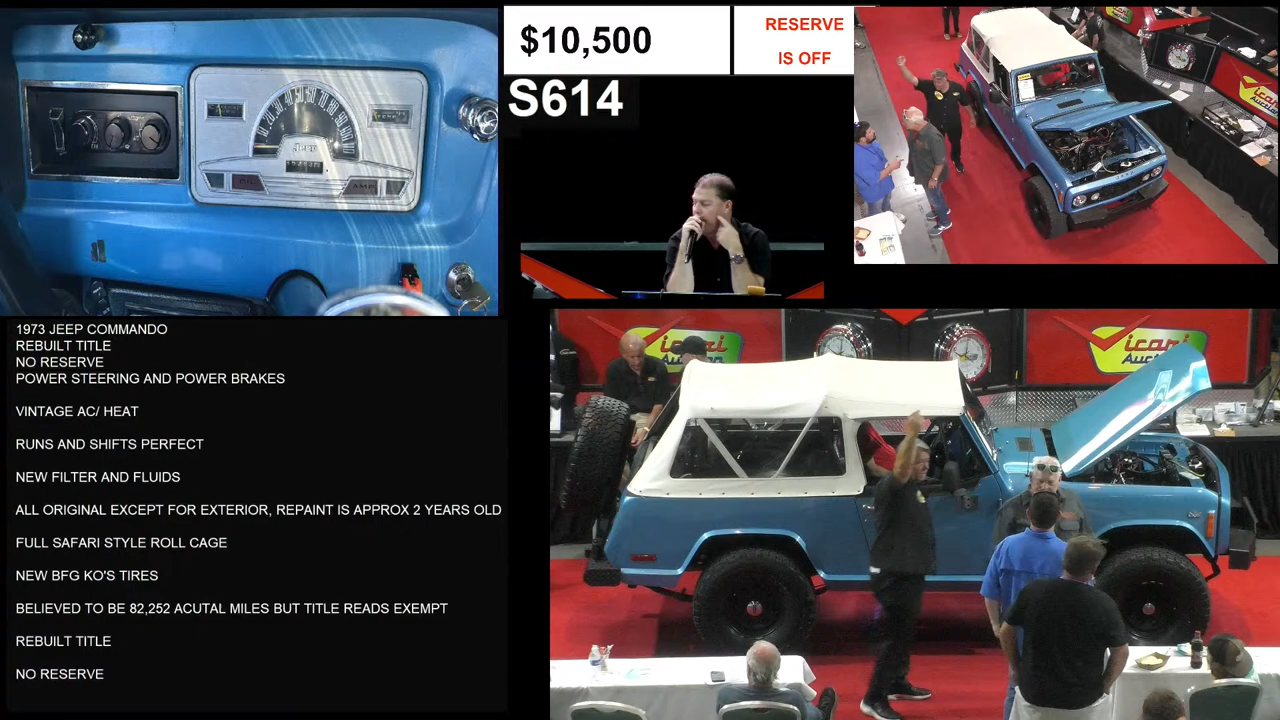 $10,500
RESERVE
IS OFF
S614
Jeep
Vicari
Auction
Vicari
Auction
Vicari
Auction
1973 JEEP COMMANDO
REBUILT TITLE
NO RESERVE
POWER STEERING AND POWER BRAKES
VINTAGE AC/ HEAT
RUNS AND SHIFTS PERFECT
NEW FILTER AND FLUIDS
ALL ORIGINAL EXCEPT FOR EXTERIOR, REPAINT IS APPROX 2 YEARS OLD
FULL SAFARI STYLE ROLL CAGE
NEW BFG KO'S TIRES
BELIEVED TO BE 82,252 ACUTAL MILES BUT TITLE READS EXEMPT
REBUILT TITLE
NO RESERVE